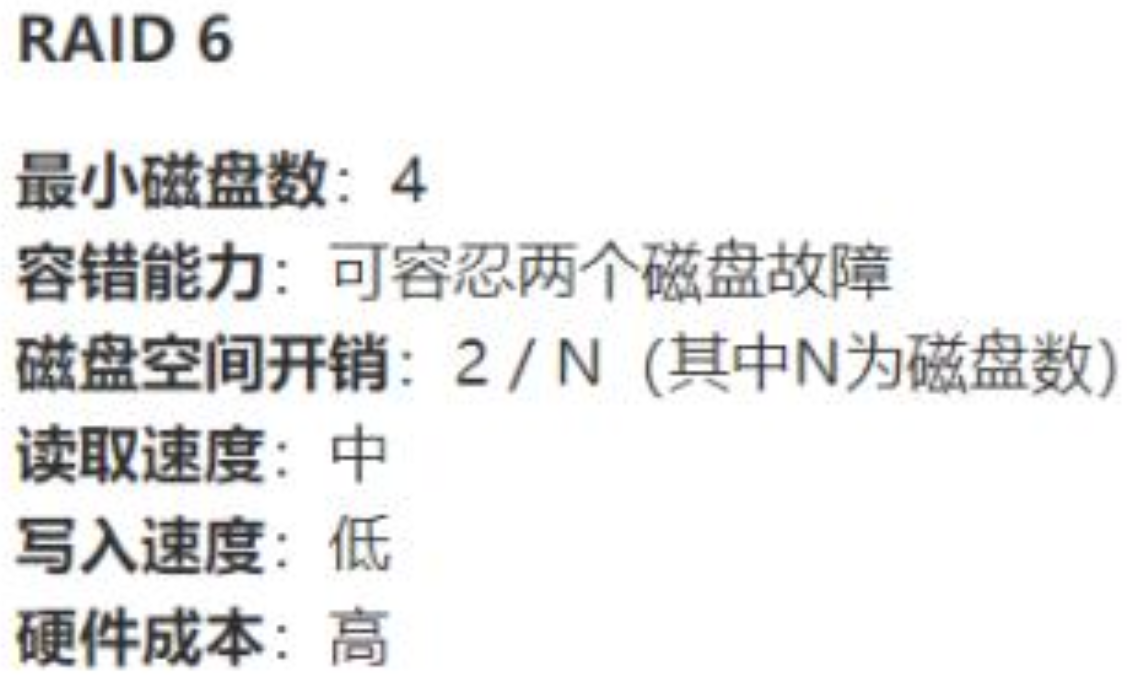 RAID 6
最小磁盘数：4
容错能力：可容忍两个磁盘故障
磁盘空间开销：2 / N（其中N为磁盘数）
读取速度：中
写入速度：低
硬件成本：高